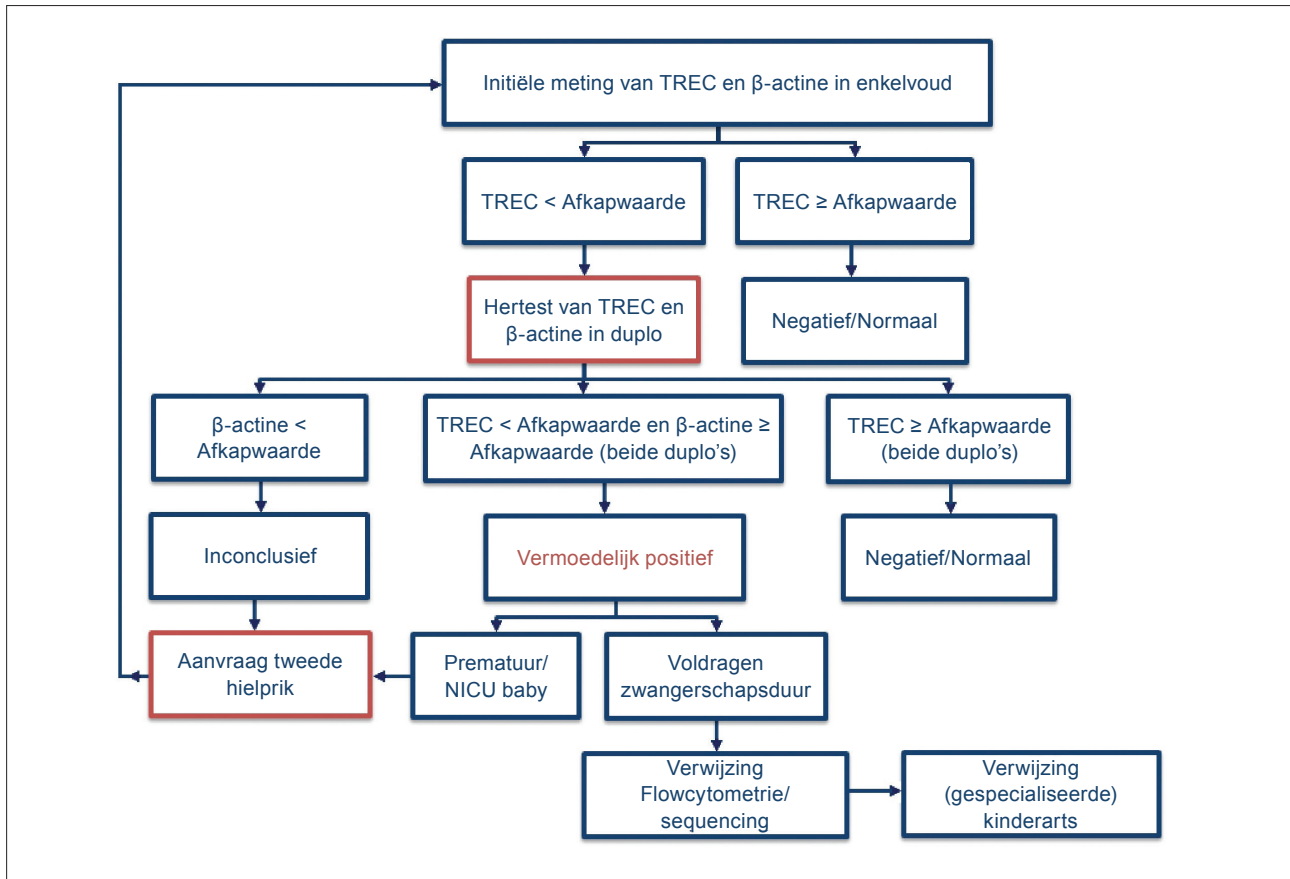 Initiële meting van TREC en β-actine in enkelvoud
TREC < Afkapwaarde
TREC ≥ Afkapwaarde
Hertest van TREC en
β-actine in duplo
Negatief/Normaal
β-actine <
Afkapwaarde
TREC < Afkapwaarde en β-actine ≥
Afkapwaarde (beide duplo's)
TREC ≥ Afkapwaarde
(beide duplo's)
Inconclusief
Vermoedelijk positief
Negatief/Normaal
Aanvraag tweede
hielprik
Prematuur/
NICU baby
Voldragen
zwangerschapsduur
Verwijzing
Flowcytometrie/
sequencing
Verwijzing
(gespecialiseerde)
kinderarts